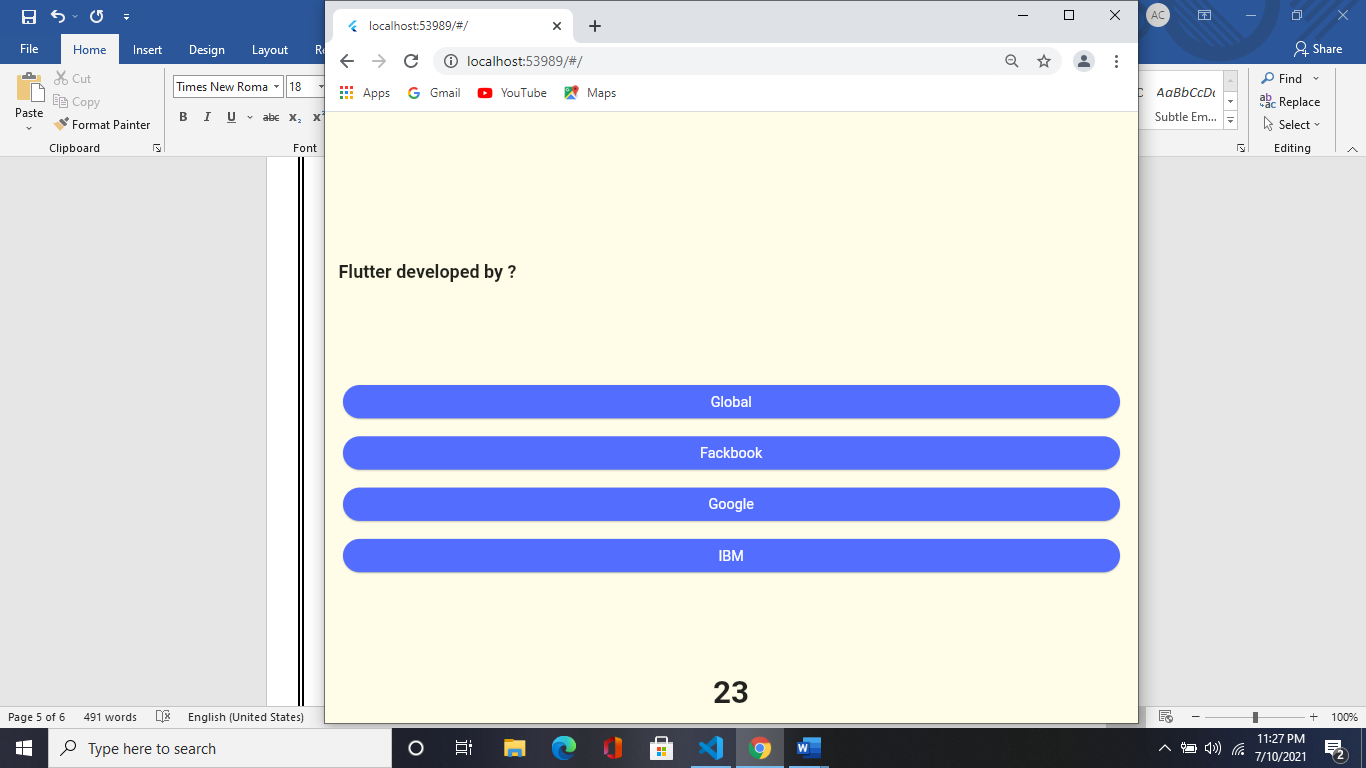 AC
File Home Insert Design Layout
Share
localhost:53989/#/
localhost:53989/#/
Apps Gmail YouTube Maps
Paste
Cut
Copy
Format Painter
Clipboard
Times New Roma 18
B I U abc x₂ x²
Font
AaBbCcDc
Subtle Em...
Find
Replace
Select
Editing
Flutter developed by ?
Global
Fackbook
Google
IBM
23
Page 5 of 6 491 words English (United States)
100%
Type here to search
11:27 PM
7/10/2021
2